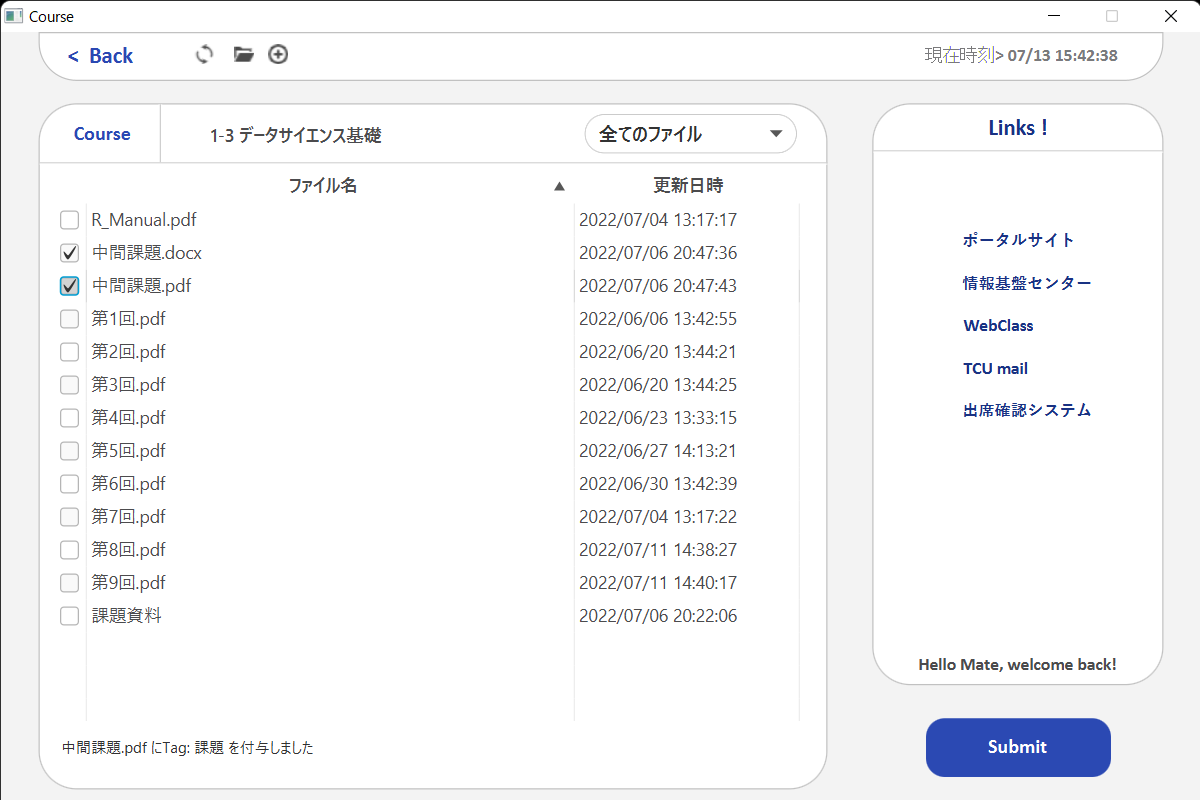 Course
< Back
現在時刻> 07/13 15:42:38
Course
1-3 データサイエンス基礎
全てのファイル
Links !
ファイル名 ▲ 更新日時
R_Manual.pdf 2022/07/04 13:17:17
中間課題.docx 2022/07/06 20:47:36
中間課題.pdf 2022/07/06 20:47:43
第1回.pdf 2022/06/06 13:42:55
第2回.pdf 2022/06/20 13:44:21
第3回.pdf 2022/06/20 13:44:25
第4回.pdf 2022/06/23 13:33:15
第5回.pdf 2022/06/27 14:13:21
第6回.pdf 2022/06/30 13:42:39
第7回.pdf 2022/07/04 13:17:22
第8回.pdf 2022/07/11 14:38:27
第9回.pdf 2022/07/11 14:40:17
課題資料 2022/07/06 20:22:06
中間課題.pdf にTag: 課題 を付与しました
ポータルサイト
情報基盤センター
WebClass
TCU mail
出席確認システム
Hello Mate, welcome back!
Submit